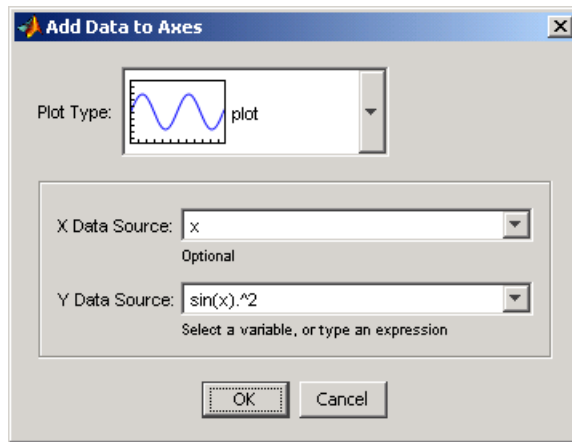 Add Data to Axes
Plot Type: plot
X Data Source: x
Optional
Y Data Source: sin(x).^2
Select a variable, or type an expression
OK Cancel